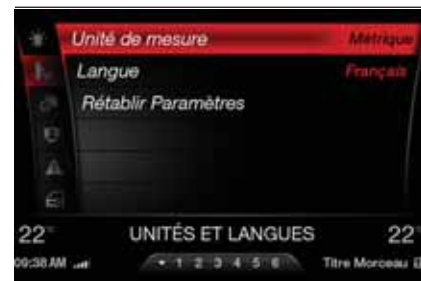 Unité de mesure Métrique
Langue Français
Rétablir Paramètres
22° UNITÉS ET LANGUES 22°
09:38 AM 1 2 3 4 5 6 Titre Morceau